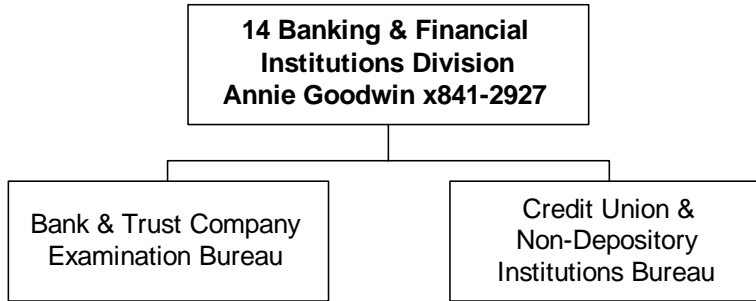 14 Banking & Financial
Institutions Division
Annie Goodwin x841-2927
Bank & Trust Company
Examination Bureau
Credit Union &
Non-Depository
Institutions Bureau